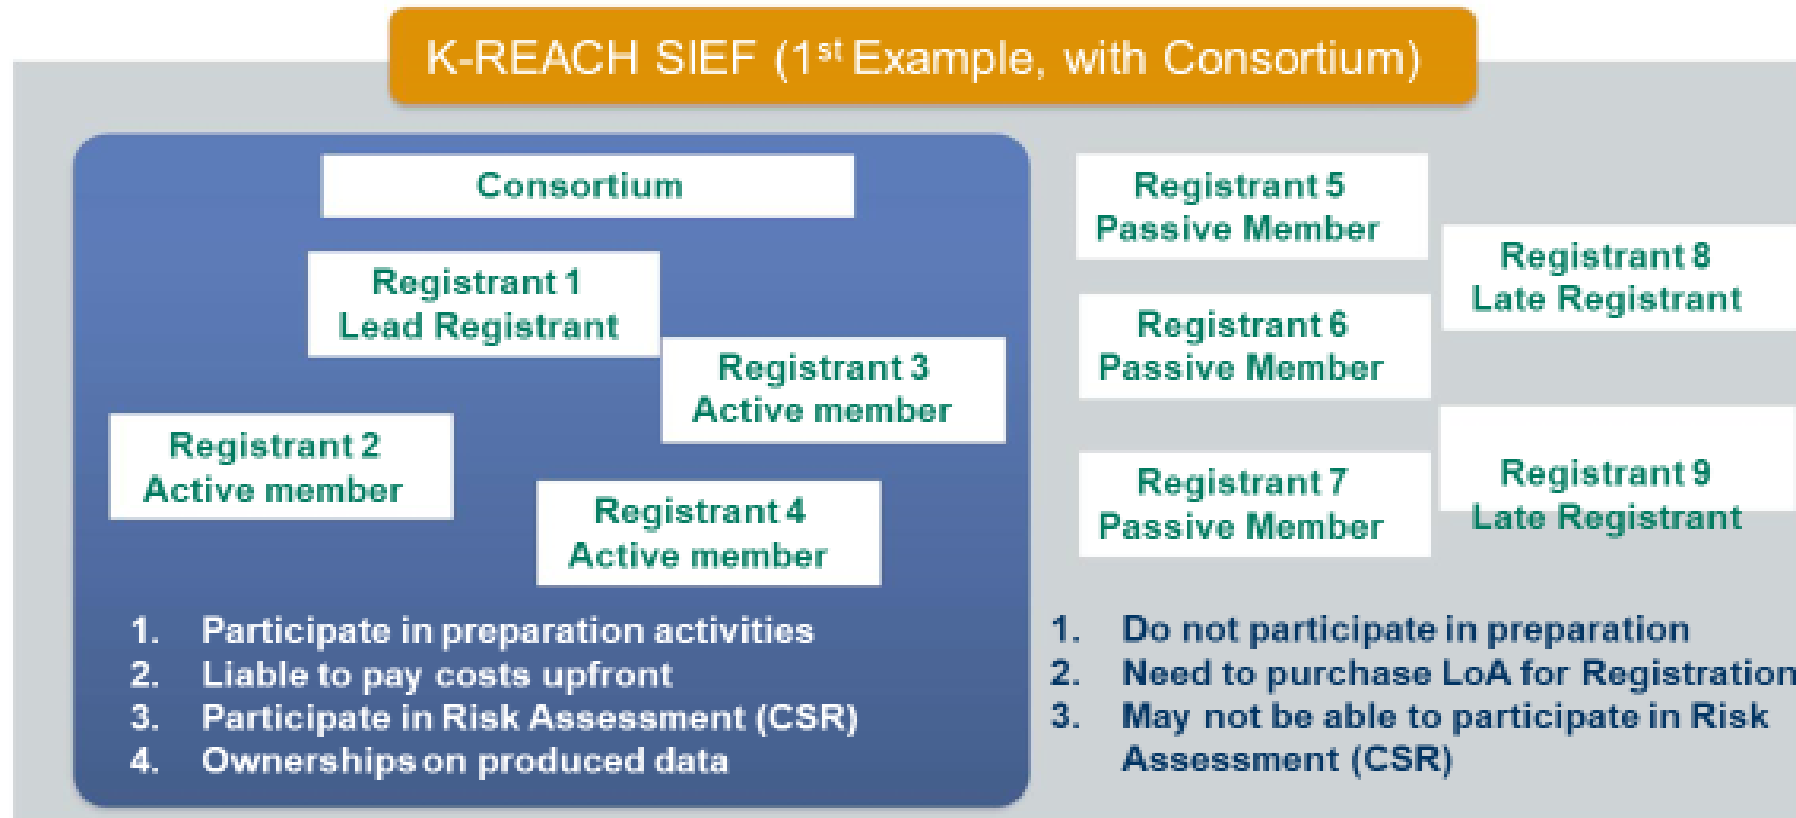 K-REACH SIEF (1st Example, with Consortium)
Consortium
Registrant 1
Lead Registrant
Registrant 3
Active member
Registrant 2
Active member
Registrant 4
Active member
1. Participate in preparation activities
2. Liable to pay costs upfront
3. Participate in Risk Assessment (CSR)
4. Ownerships on produced data
Registrant 5
Passive Member
Registrant 8
Late Registrant
Registrant 6
Passive Member
Registrant 9
Late Registrant
Registrant 7
Passive Member
1. Do not participate in preparation
2. Need to purchase LoA for Registration
3. May not be able to participate in Risk
Assessment (CSR)